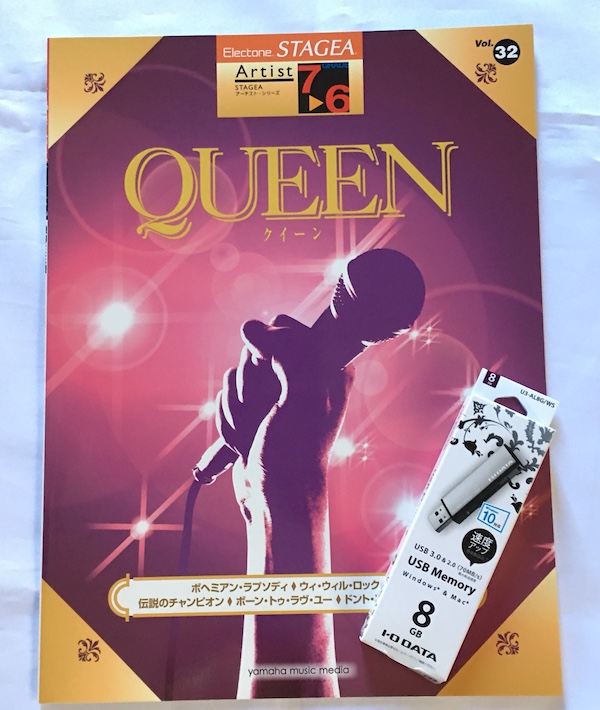 Electone STAGEA
Artist
STAGEA
アーチスト・シリーズ
GRADE
7▶6
Vol. 32
QUEEN
クイーン
ボヘミアン・ラプソディ♦ウィ・ウィル・ロック
伝説のチャンピオン♦ボーン・トゥ・ラヴ・ユー♦ドント・
yamaha music media
8
U3-AL8G/WS
10
速度
アップ
USB 3.0 & 2.0 (70MB/s)
USB Memory
Windows & Mac
8
GB
I-O DATA